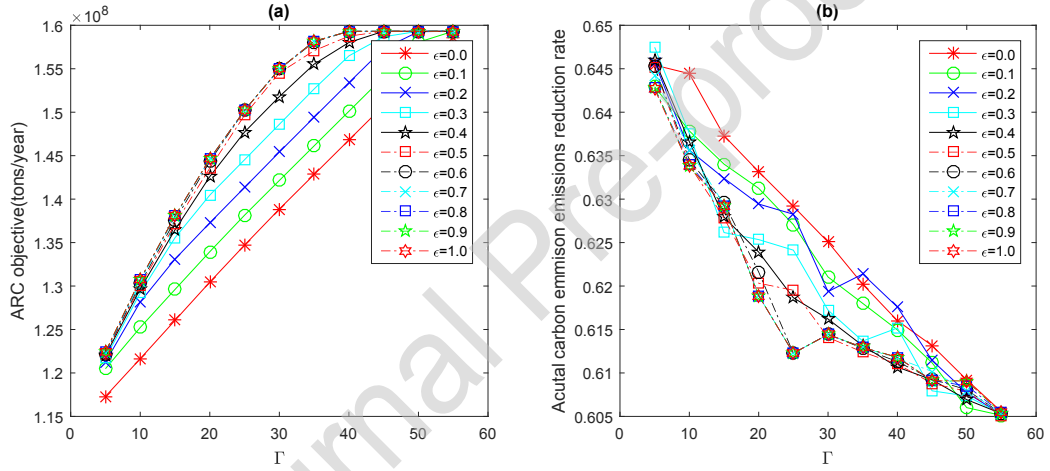 (a)
×10^8
1.6
1.55
1.5
1.45
1.4
1.35
1.3
1.25
1.2
1.15
ARC objective(tons/year)
0 10 20 30 40 50 60
Γ
ϵ=0.0
ϵ=0.1
ϵ=0.2
ϵ=0.3
ϵ=0.4
ϵ=0.5
ϵ=0.6
ϵ=0.7
ϵ=0.8
ϵ=0.9
ϵ=1.0
(b)
0.65
0.645
0.64
0.635
0.63
0.625
0.62
0.615
0.61
0.605
Acutal carbon emmison emissions reduction rate
0 10 20 30 40 50 60
Γ
ϵ=0.0
ϵ=0.1
ϵ=0.2
ϵ=0.3
ϵ=0.4
ϵ=0.5
ϵ=0.6
ϵ=0.7
ϵ=0.8
ϵ=0.9
ϵ=1.0
urnal Pre-proo